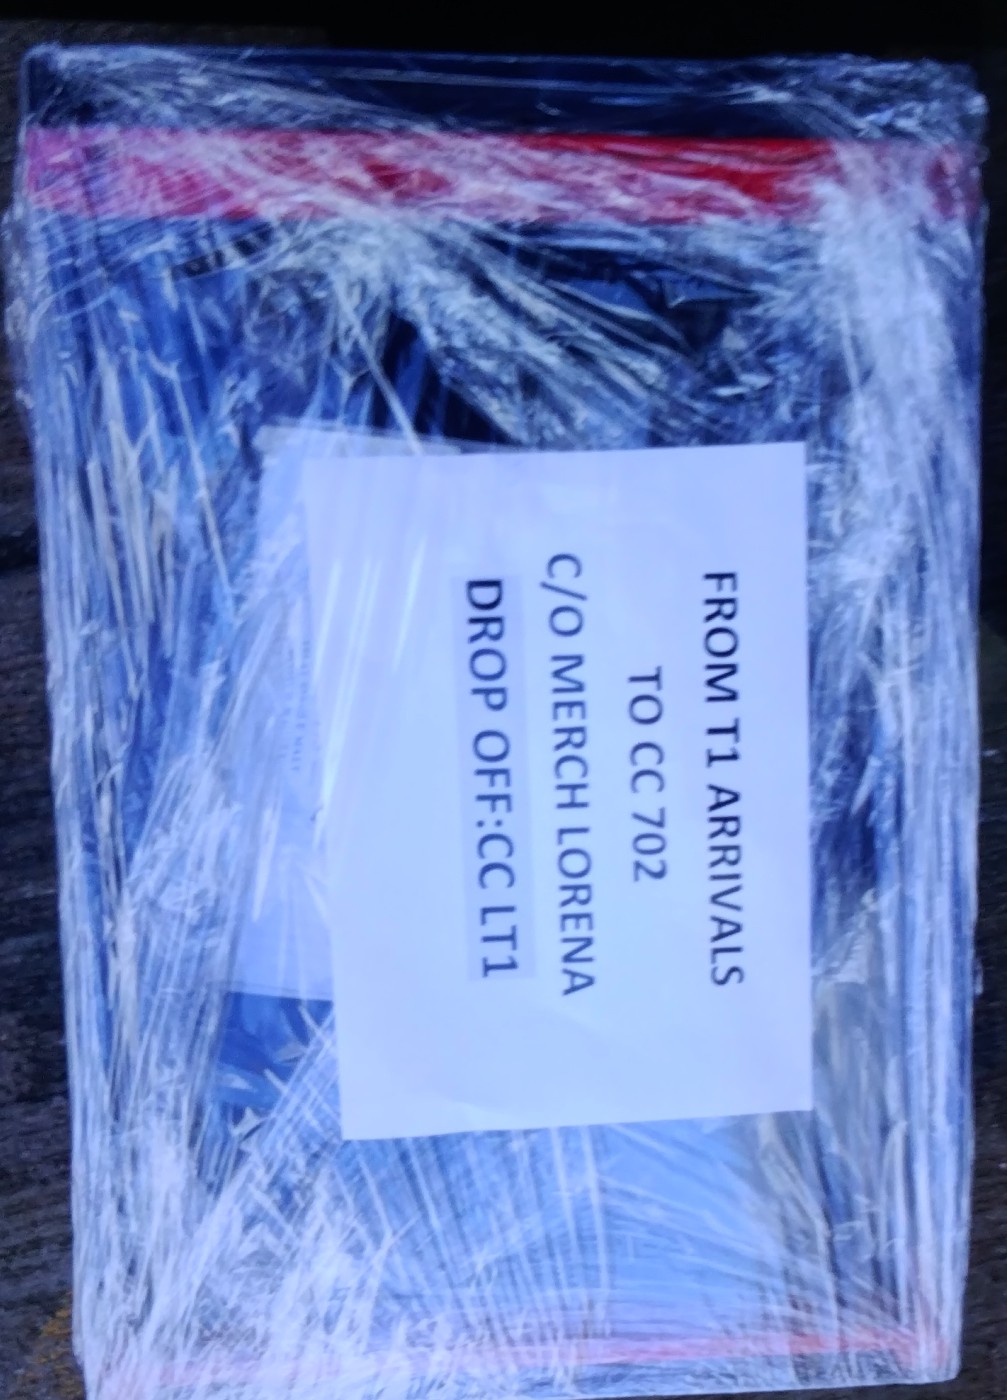 FROM T1 ARRIVALS
TO CC 702
C/O MERCH LORENA
DROP OFF:CC LT1